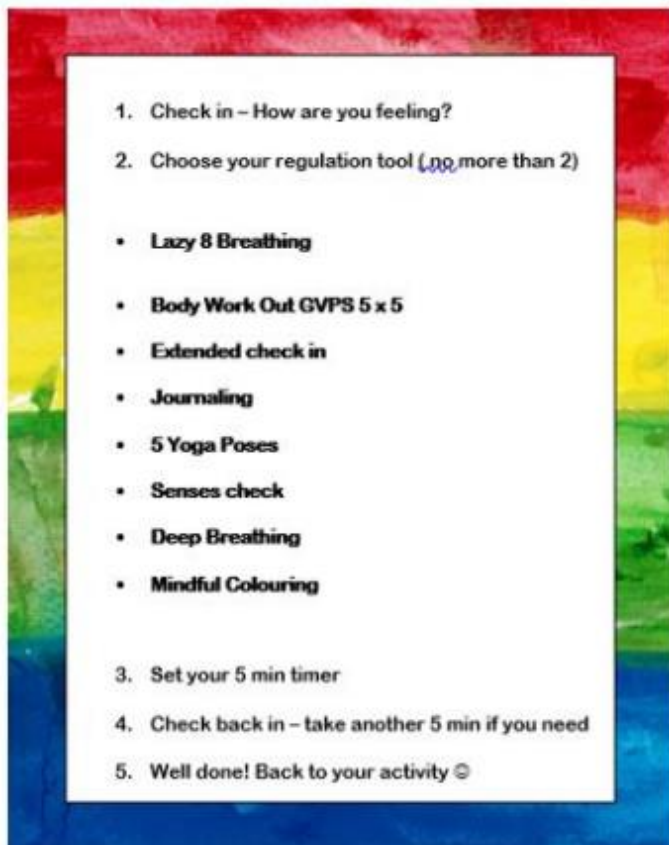 1. Check in – How are you feeling?
2. Choose your regulation tool ( no more than 2)
• Lazy 8 Breathing
• Body Work Out GVPS 5 x 5
• Extended check in
• Journaling
• 5 Yoga Poses
• Senses check
• Deep Breathing
• Mindful Colouring
3. Set your 5 min timer
4. Check back in – take another 5 min if you need
5. Well done! Back to your activity ☺